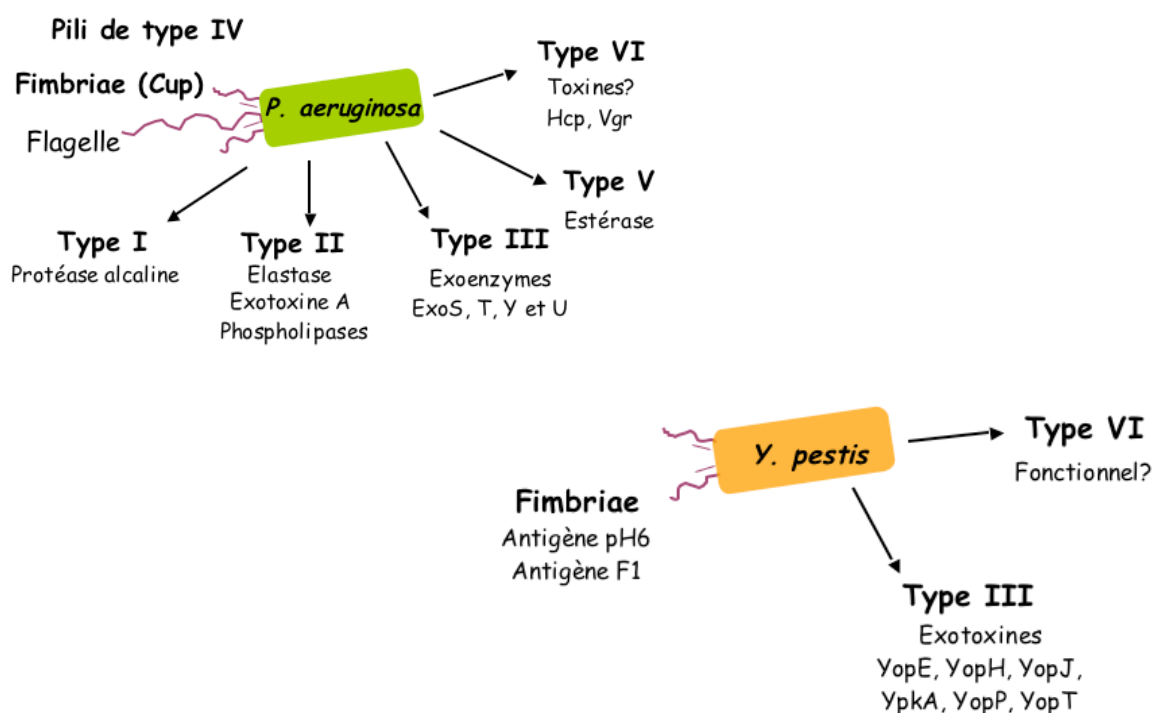 Pili de type IV
Fimbriae (Cup)
Flagelle
P. aeruginosa
Type VI
Toxines?
Hcp, Vgr
Type V
Estérase
Type I
Protéase alcaline
Type II
Elastase
Exotoxine A
Phospholipases
Type III
Exoenzymes
ExoS, T, Y et U
Y. pestis
Type VI
Fonctionnel?
Fimbriae
Antigène pH6
Antigène F1
Type III
Exotoxines
YopE, YopH, YopJ,
YpkA, YopP, YopT